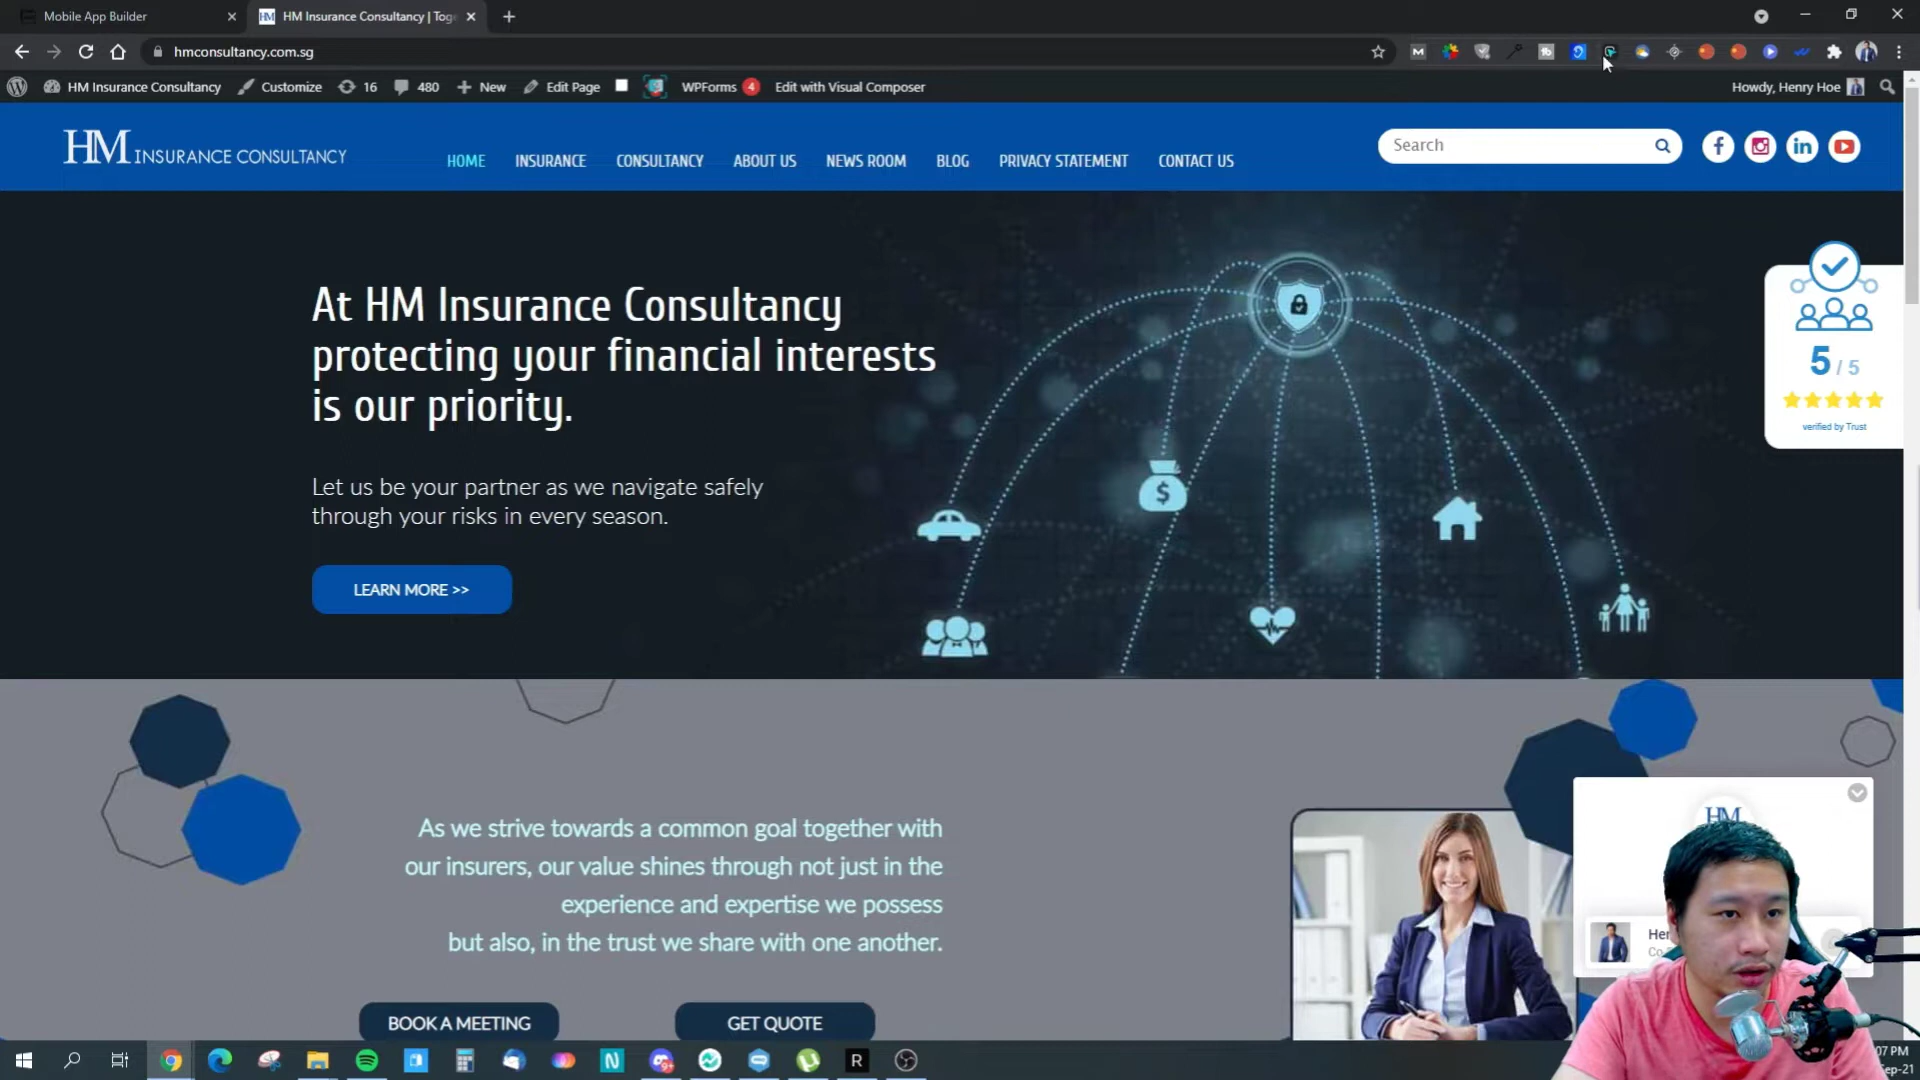 Mobile App Builder
HM Insurance Consultancy | Tog
hmconsultancy.com.sg
HM Insurance Consultancy
Customize
16
480
New
Edit Page
WPForms 4
Edit with Visual Composer
Howdy, Henry Hoe
HM INSURANCE CONSULTANCY
HOME
INSURANCE
CONSULTANCY
ABOUT US
NEWS ROOM
BLOG
PRIVACY STATEMENT
CONTACT US
Search
At HM Insurance Consultancy
protecting your financial interests
is our priority.
Let us be your partner as we navigate safely
through your risks in every season.
LEARN MORE >>
5 / 5
verified by Trust
As we strive towards a common goal together with
our insurers, our value shines through not just in the
experience and expertise we possess
but also, in the trust we share with one another.
BOOK A MEETING
GET QUOTE
HM
07 PM